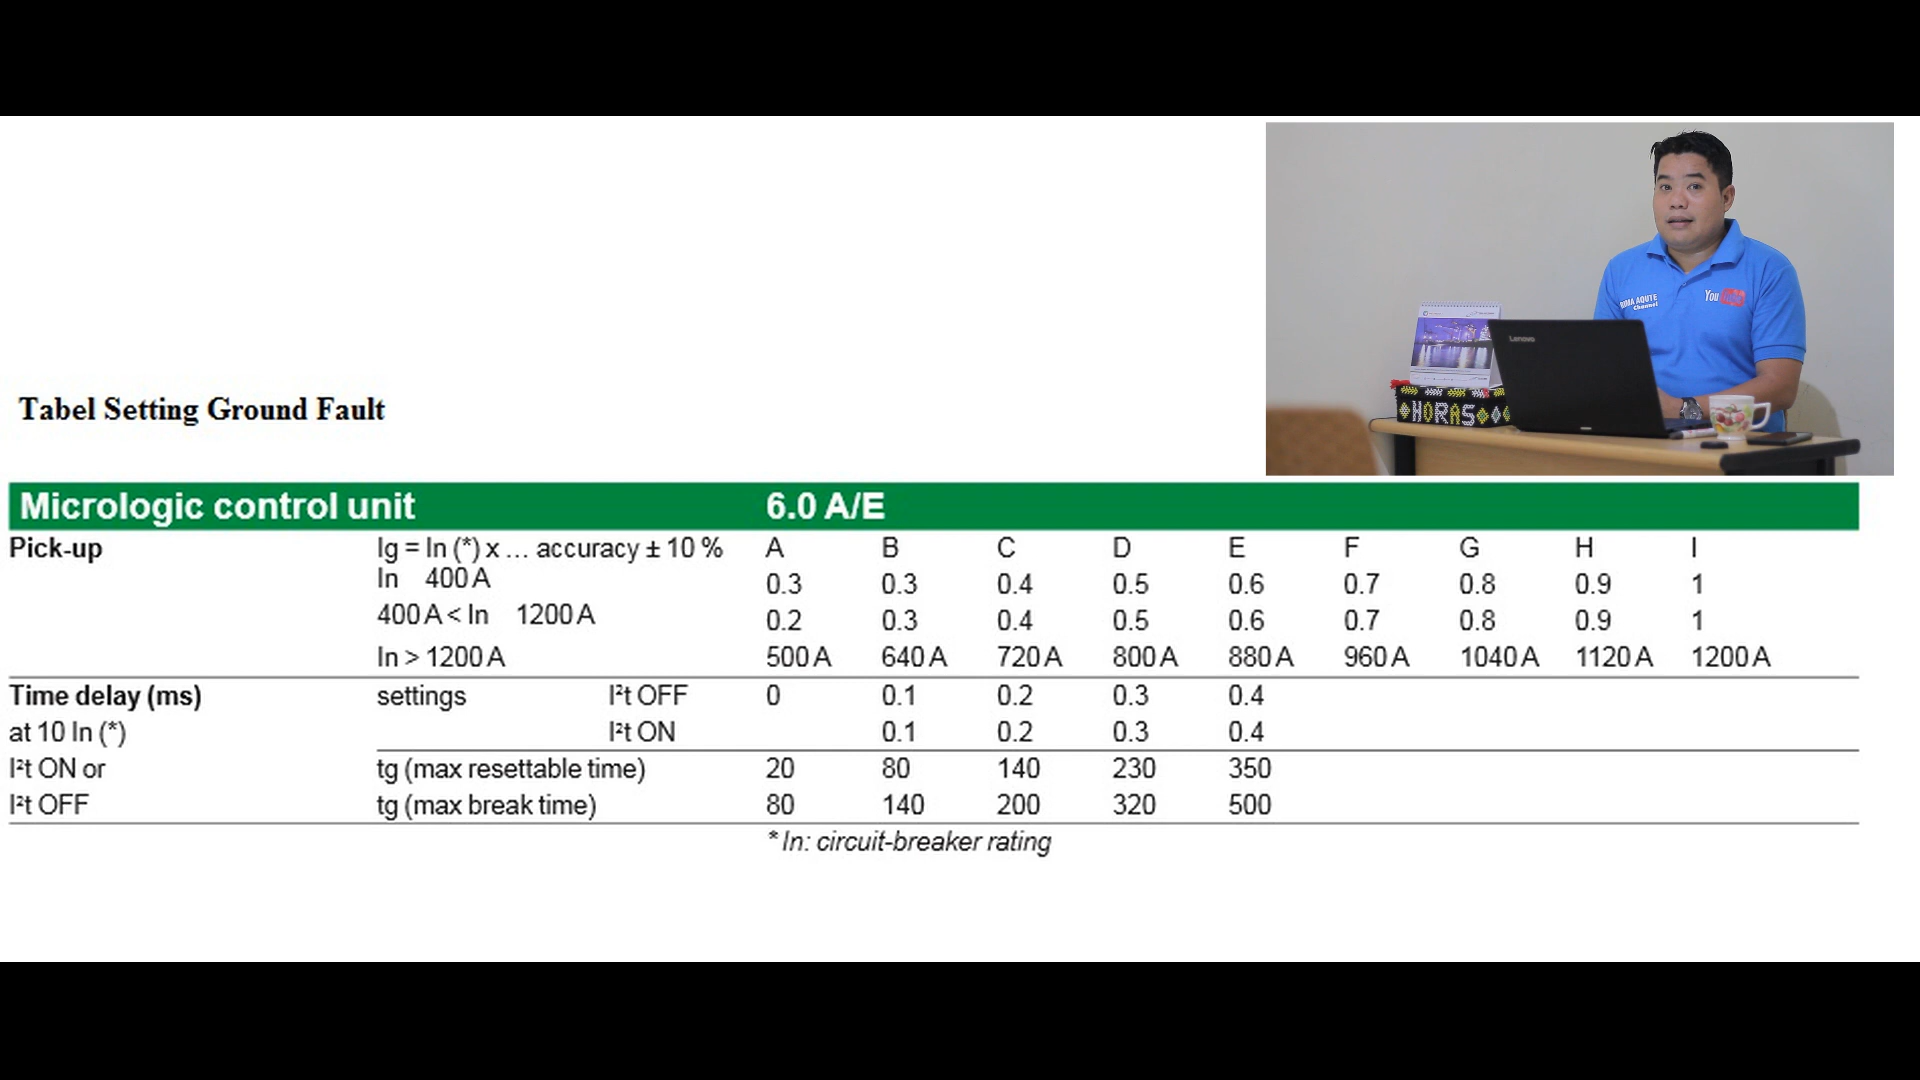 YouTube
AQUTE
Channel
Lenovo
HORAS
Tabel Setting Ground Fault
Micrologic control unit 6.0 A/E
Pick-up Ig = In (*) x ... accuracy ± 10 % A B C D E F G H I
In 400 A 0.3 0.3 0.4 0.5 0.6 0.7 0.8 0.9 1
400 A < In 1200 A 0.2 0.3 0.4 0.5 0.6 0.7 0.8 0.9 1
In > 1200 A 500 A 640 A 720 A 800 A 880 A 960 A 1040 A 1120 A 1200 A
Time delay (ms) settings I²t OFF 0 0.1 0.2 0.3 0.4
at 10 In (*) I²t ON 0.1 0.2 0.3 0.4
I²t ON or tg (max resettable time) 20 80 140 230 350
I²t OFF tg (max break time) 80 140 200 320 500
* In: circuit-breaker rating